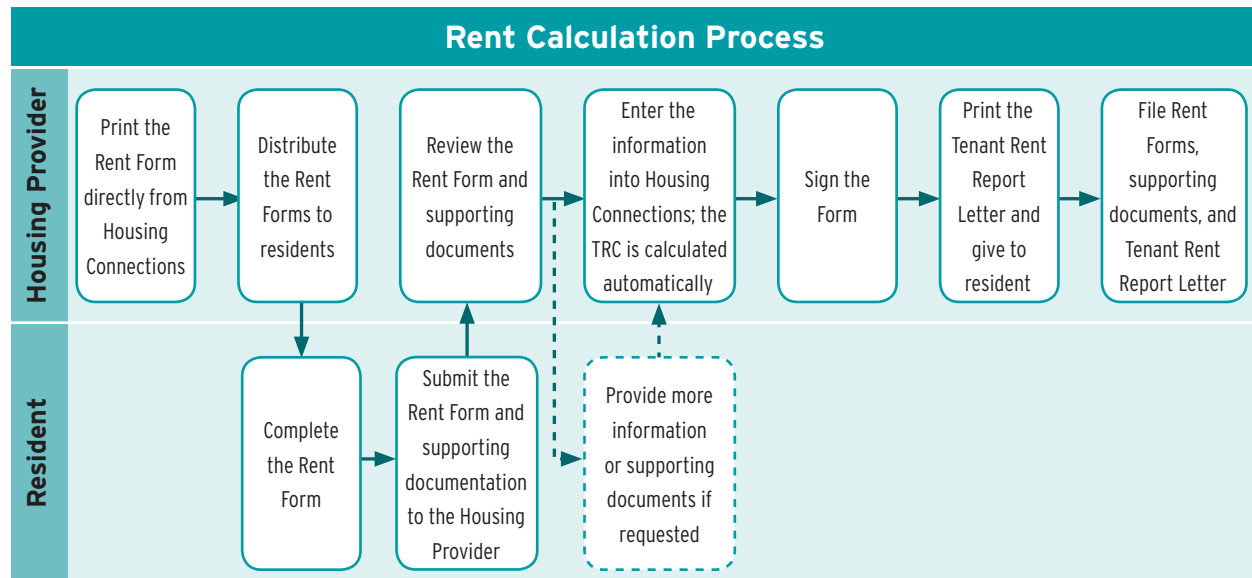 Rent Calculation Process
Housing Provider
Print the
Rent Form
directly from
Housing
Connections
Distribute
the Rent
Forms to
residents
Review the
Rent Form and
supporting
documents
Enter the
information
into Housing
Connections; the
TRC is calculated
automatically
Sign the
Form
Print the
Tenant Rent
Report
Letter and
give to
resident
File Rent
Forms,
supporting
documents, and
Tenant Rent
Report Letter
Resident
Complete
the Rent
Form
Submit the
Rent Form and
supporting
documentation
to the Housing
Provider
Provide more
information
or supporting
documents if
requested